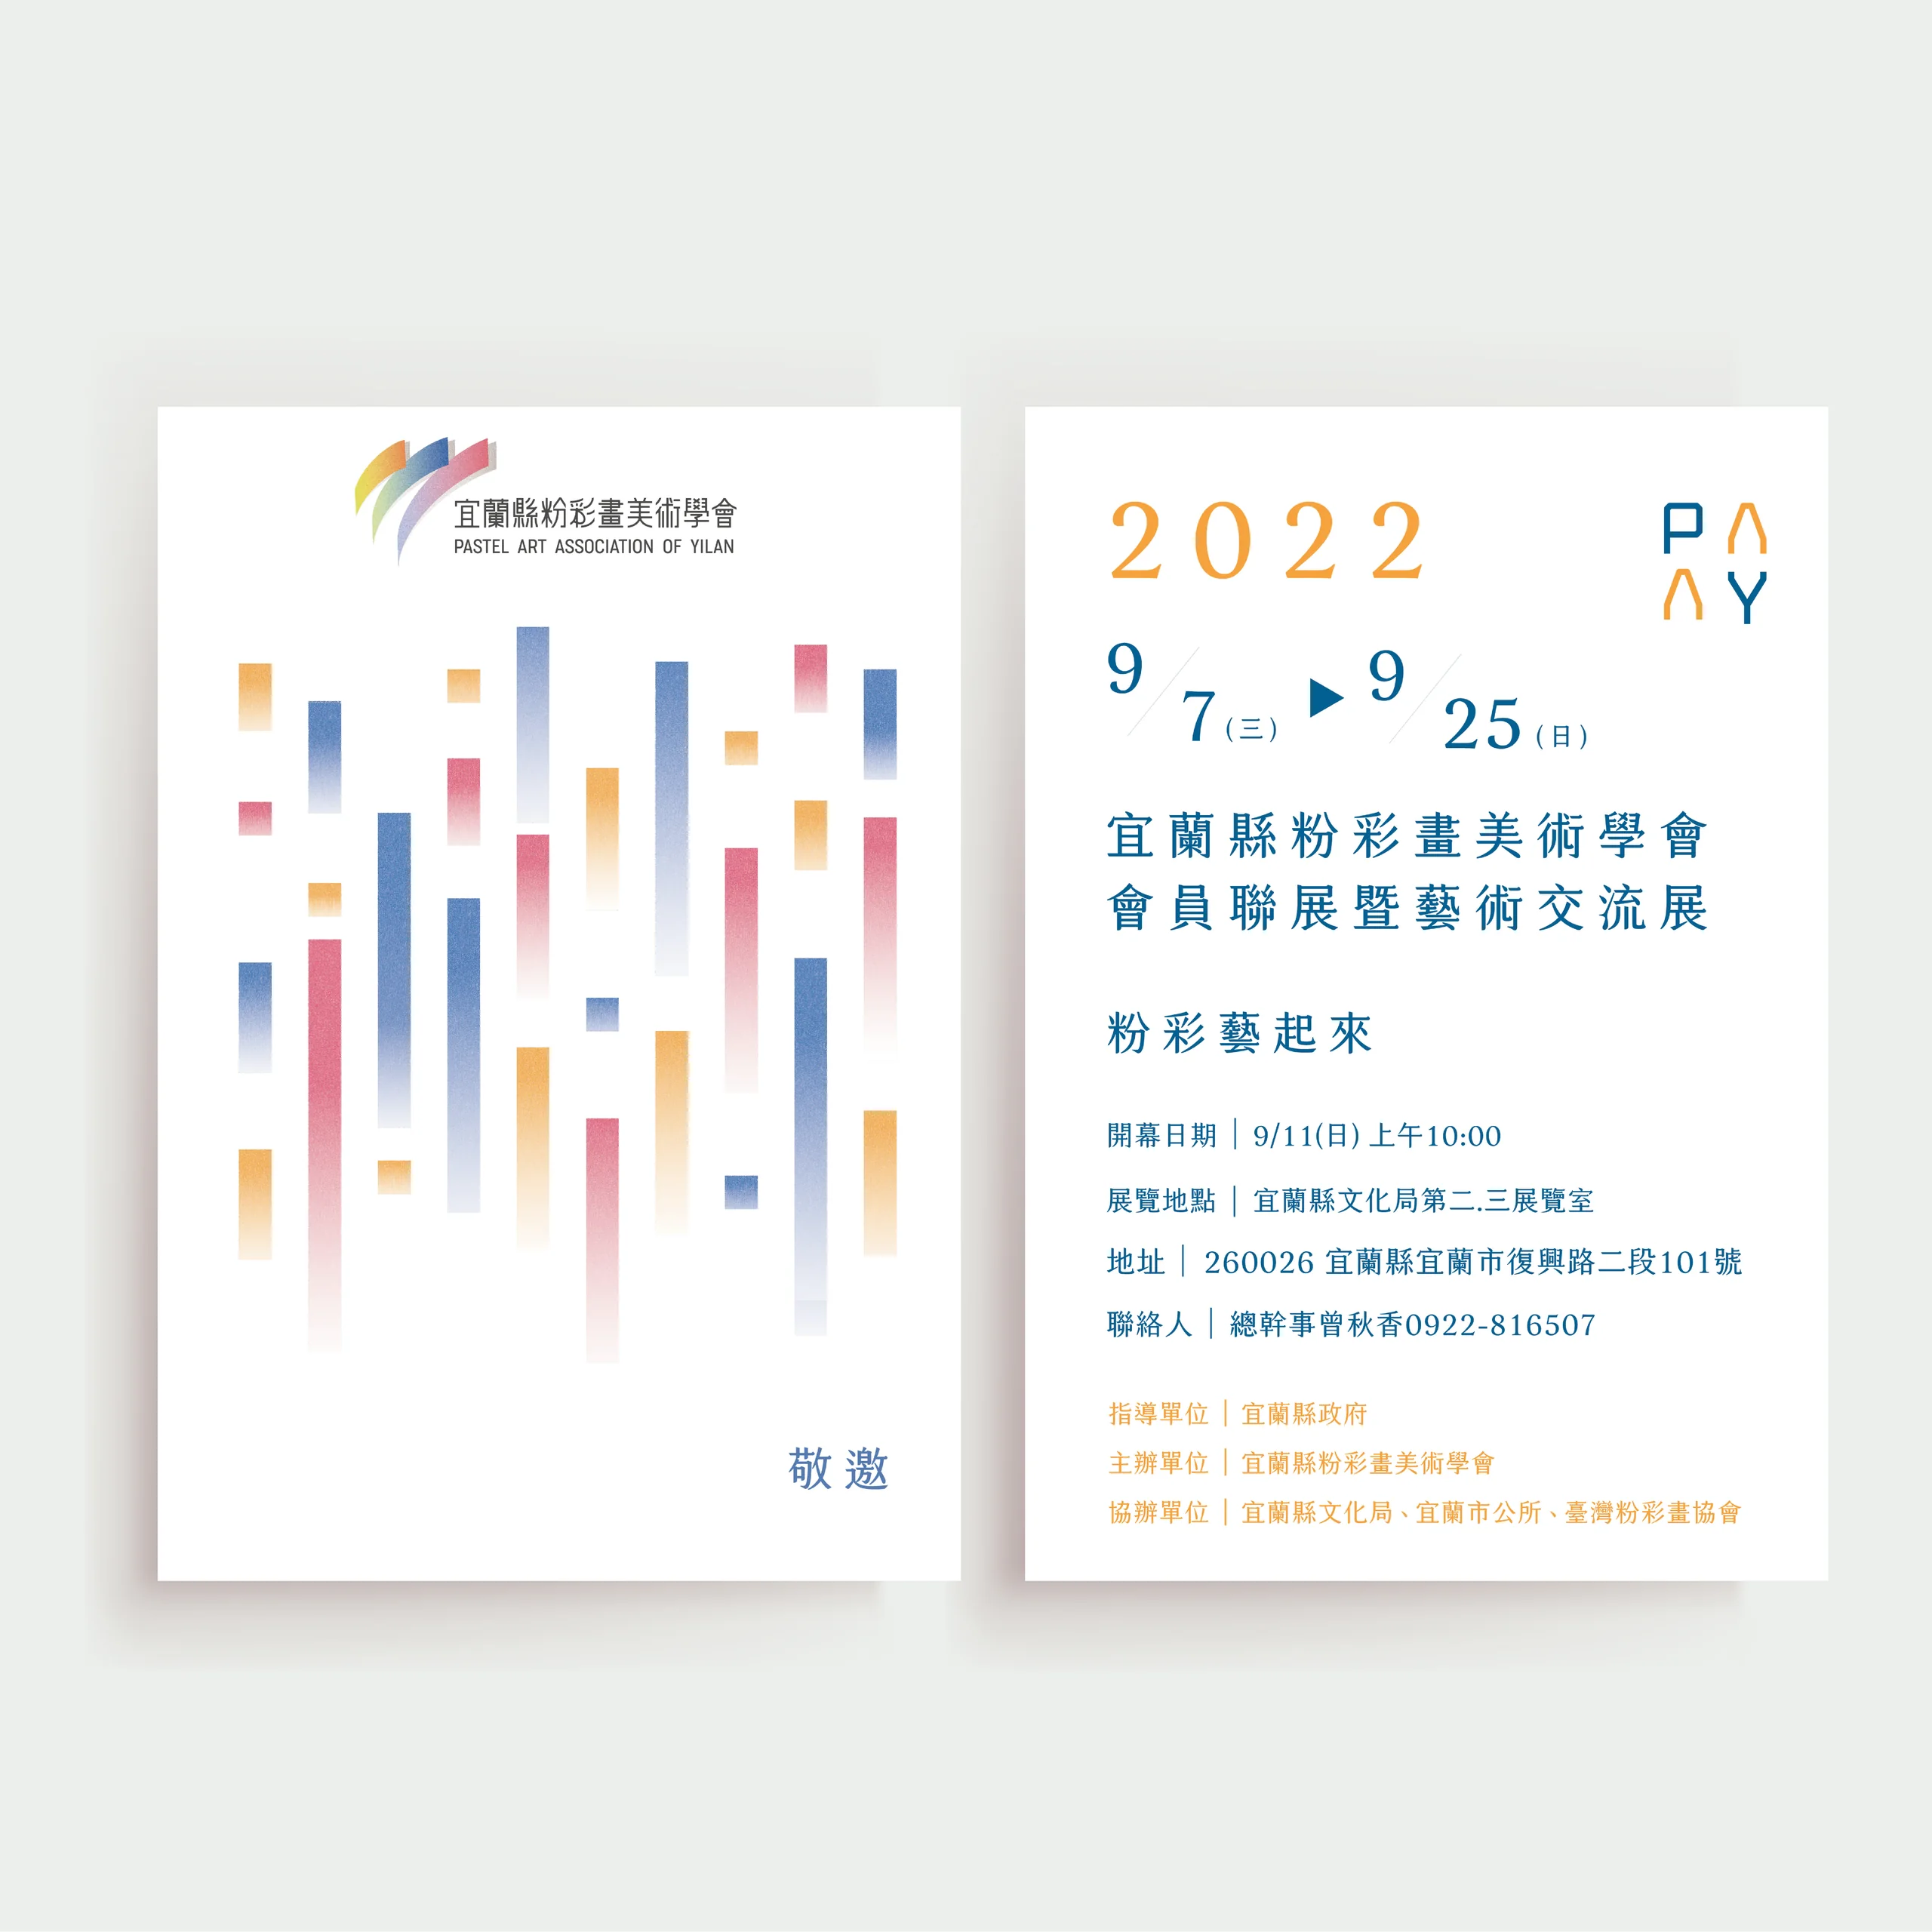 宜蘭縣粉彩畫美術學會
PASTEL ART ASSOCIATION OF YILAN
敬邀
2022
PA
AY
9/7(三)▶9/25(日)
宜蘭縣粉彩畫美術學會
會員聯展暨藝術交流展
粉彩藝起來
開幕日期｜9/11(日) 上午10:00
展覽地點｜宜蘭縣文化局第二.三展覽室
地址｜260026 宜蘭縣宜蘭市復興路二段101號
聯絡人｜總幹事曾秋香0922-816507
指導單位｜宜蘭縣政府
主辦單位｜宜蘭縣粉彩畫美術學會
協辦單位｜宜蘭縣文化局、宜蘭市公所、臺灣粉彩畫協會